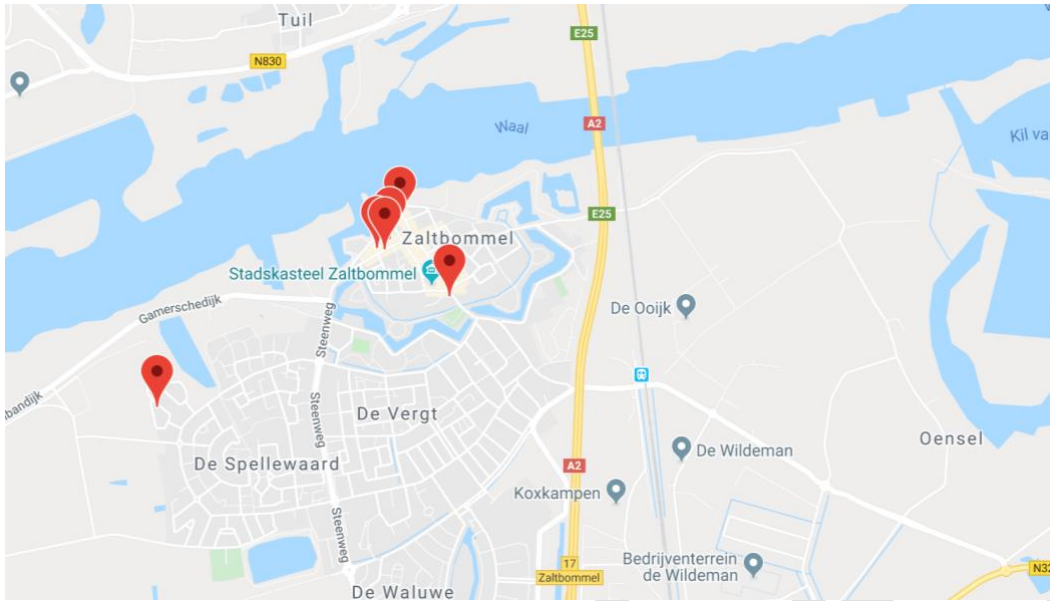 Tuil
N830
E25
A2
Waal
Kil va
E25
Zaltbommel
Stadskasteel Zaltbommel
Gamerschedijk
De Ooijk
Steenweg
bandijk
Steenweg
De Vergt
Oensel
De Wildeman
De Spellewaard
A2
Koxkampen
Steenweg
17
Zaltbommel
Bedrijventerrein
de Wildeman
N32
De Waluwe